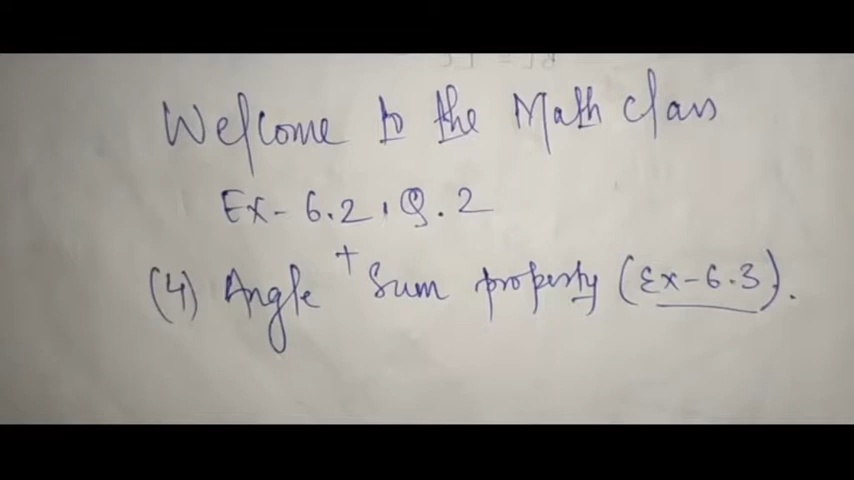 Welcome to the Math class
Ex- 6.2, Q. 2
+
(4) Angle Sum property (Ex-6.3).